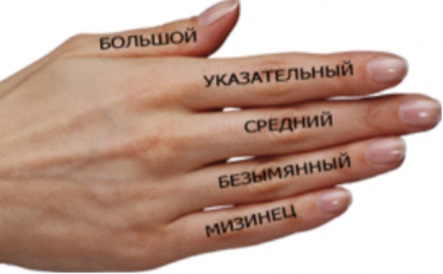 БОЛЬШОЙ
УКАЗАТЕЛЬНЫЙ
СРЕДНИЙ
БЕЗЫМЯННЫЙ
МИЗИНЕЦ